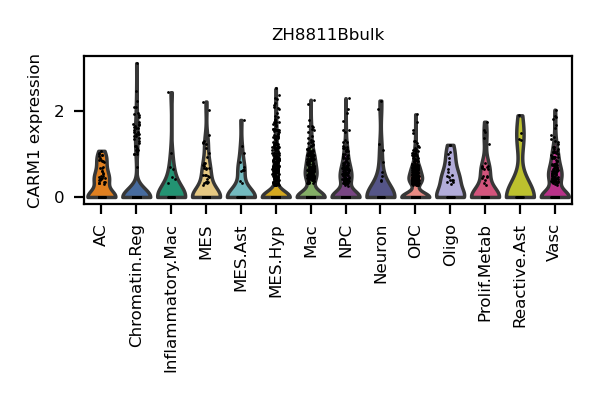 ZH8811Bbulk
CARM1 expression
2
0
AC
Chromatin.Reg
Inflammatory.Mac
MES
MES.Ast
MES.Hyp
Mac
NPC
Neuron
OPC
Oligo
Prolif.Metab
Reactive.Ast
Vasc